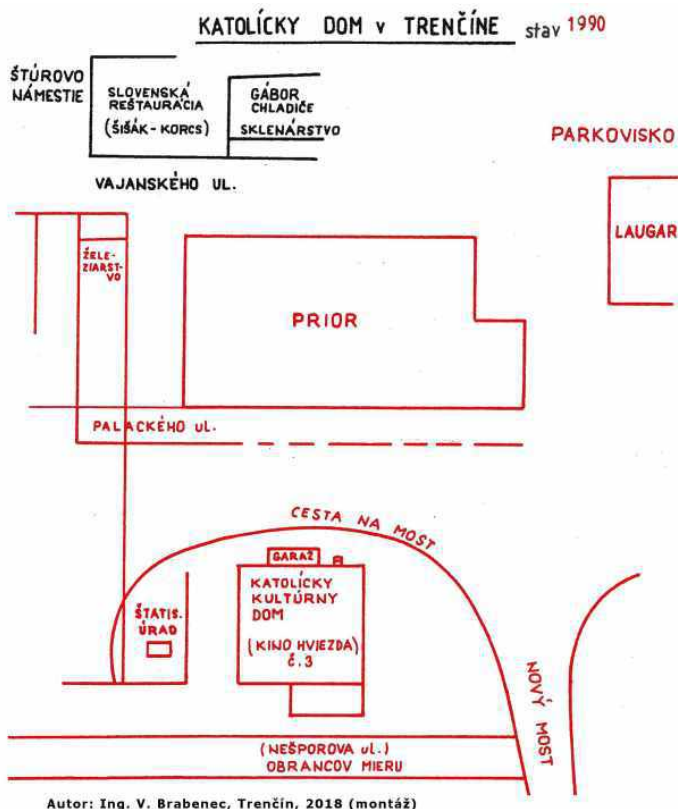 KATOLÍCKY DOM v TRENČÍNE stav 1990
ŠTÚROVO
NÁMESTIE
SLOVENSKÁ
REŠTAURÁCIA
(ŠIŠÁK-KORCS)
GÁBOR
CHLADIČE
SKLENÁRSTVO
PARKOVISKO
VAJANSKÉHO UL.
LAUGAR
ŽELE-
ZIARST-
VO
PRIOR
PALACKÉHO ul.
CESTA NA MOST
GARÁŽ
KATOLÍCKY
KULTÚRNY
DOM
(KINO HVIEZDA)
č.3
ŠTATIS.
ÚRAD
NOVÝ MOST
(NEŠPOROVA ul.)
OBRANCOV MIERU
Autor: Ing. V. Brabenec, Trenčín, 2018 (montáž)